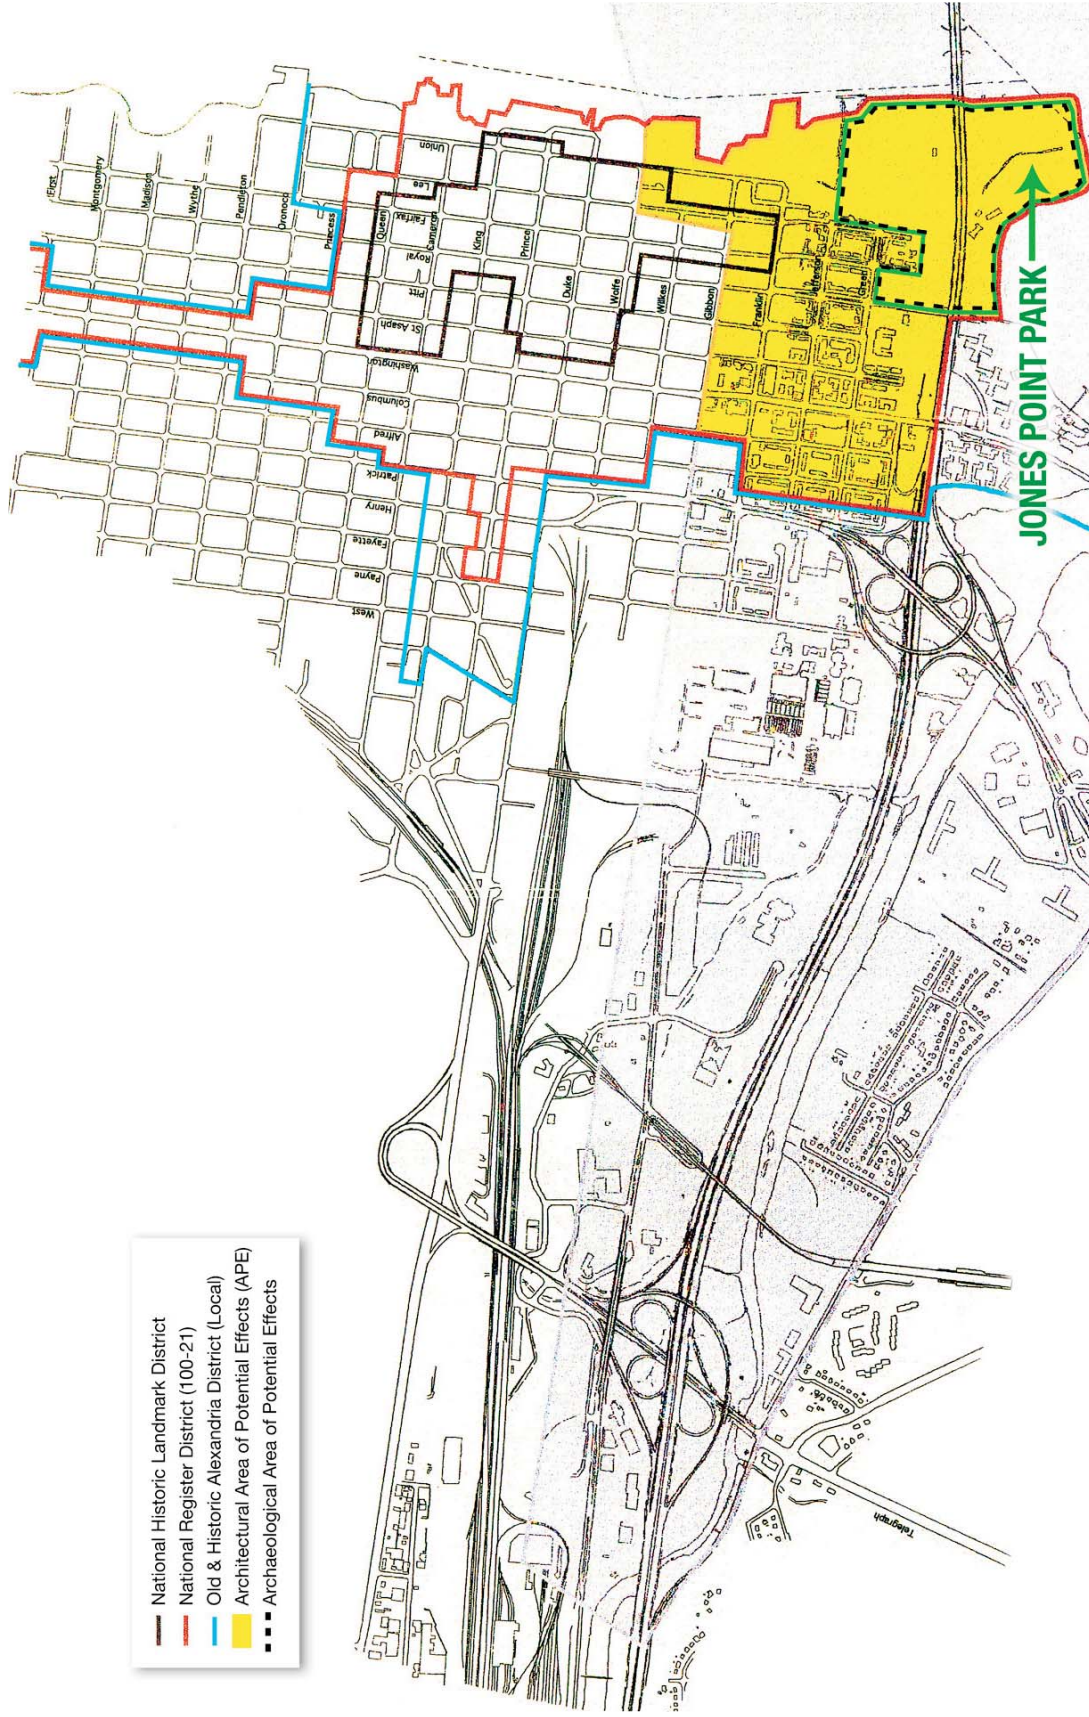 National Historic Landmark District
National Register District (100-21)
Old & Historic Alexandria District (Local)
Architectural Area of Potential Effects (APE)
Archaeological Area of Potential Effects
JONES POINT PARK
First
Montgomery
Madison
Wythe
Pendleton
Oronoco
Princess
Queen
Cameron
King
Prince
Duke
Wolfe
Wilkes
Gibbon
Franklin
Jefferson
Green
Union
Lee
Fairfax
Royal
Pitt
St Asaph
Washington
Columbus
Alfred
Patrick
Henry
Fayette
Payne
West
Telegraph